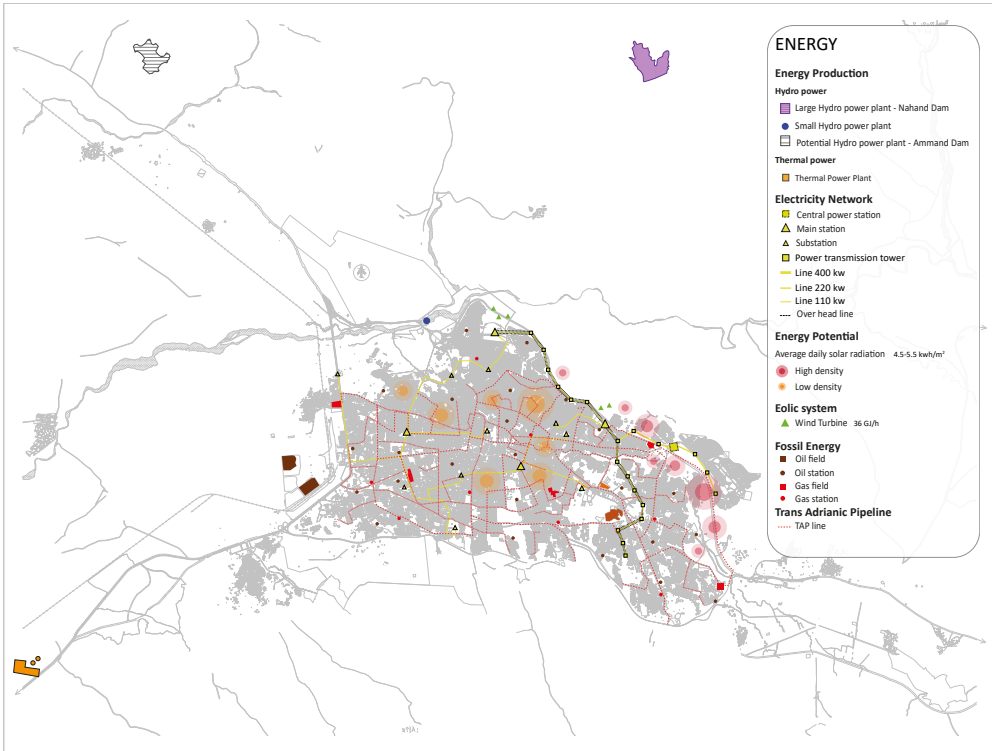 ENERGY
Energy Production
Hydro power
Large Hydro power plant - Nahand Dam
Small Hydro power plant
Potential Hydro power plant - Ammand Dam
Thermal power
Thermal Power Plant
Electricity Network
Central power station
Main station
Substation
Power transmission tower
Line 400 kw
Line 220 kw
Line 110 kw
Over head line
Energy Potential
Average daily solar radiation 4.5-5.5 kwh/m²
High density
Low density
Eolic system
Wind Turbine 36 GJ/h
Fossil Energy
Oil field
Oil station
Gas field
Gas station
Trans Adrianic Pipeline
TAP line